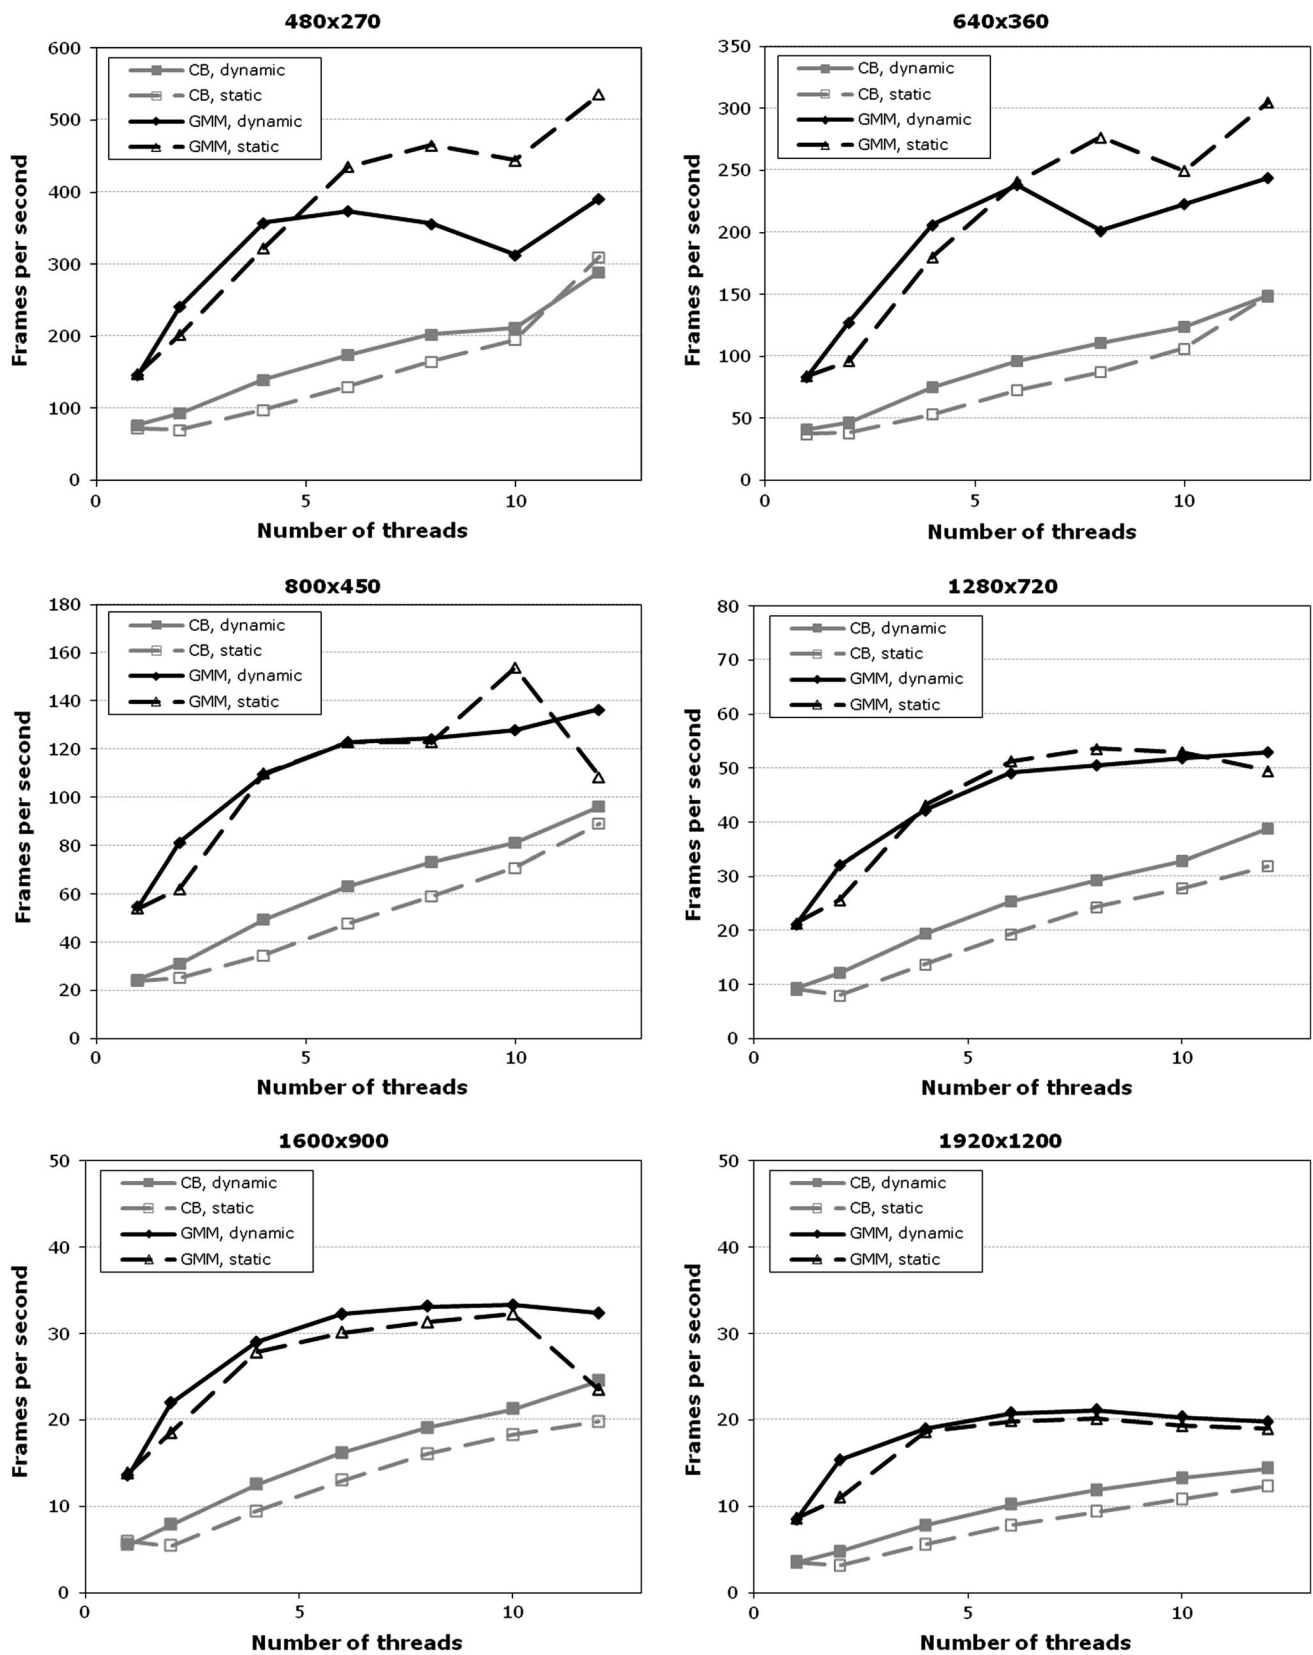 480x270
600
500
400
300
200
100
0
0 5 10
Frames per second
Number of threads
CB, dynamic
CB, static
GMM, dynamic
GMM, static
640x360
350
300
250
200
150
100
50
0
0 5 10
Frames per second
Number of threads
CB, dynamic
CB, static
GMM, dynamic
GMM, static
800x450
180
160
140
120
100
80
60
40
20
0
0 5 10
Frames per second
Number of threads
CB, dynamic
CB, static
GMM, dynamic
GMM, static
1280x720
80
70
60
50
40
30
20
10
0
0 5 10
Frames per second
Number of threads
CB, dynamic
CB, static
GMM, dynamic
GMM, static
1600x900
50
40
30
20
10
0
0 5 10
Frames per second
Number of threads
CB, dynamic
CB, static
GMM, dynamic
GMM, static
1920x1200
50
40
30
20
10
0
0 5 10
Frames per second
Number of threads
CB, dynamic
CB, static
GMM, dynamic
GMM, static